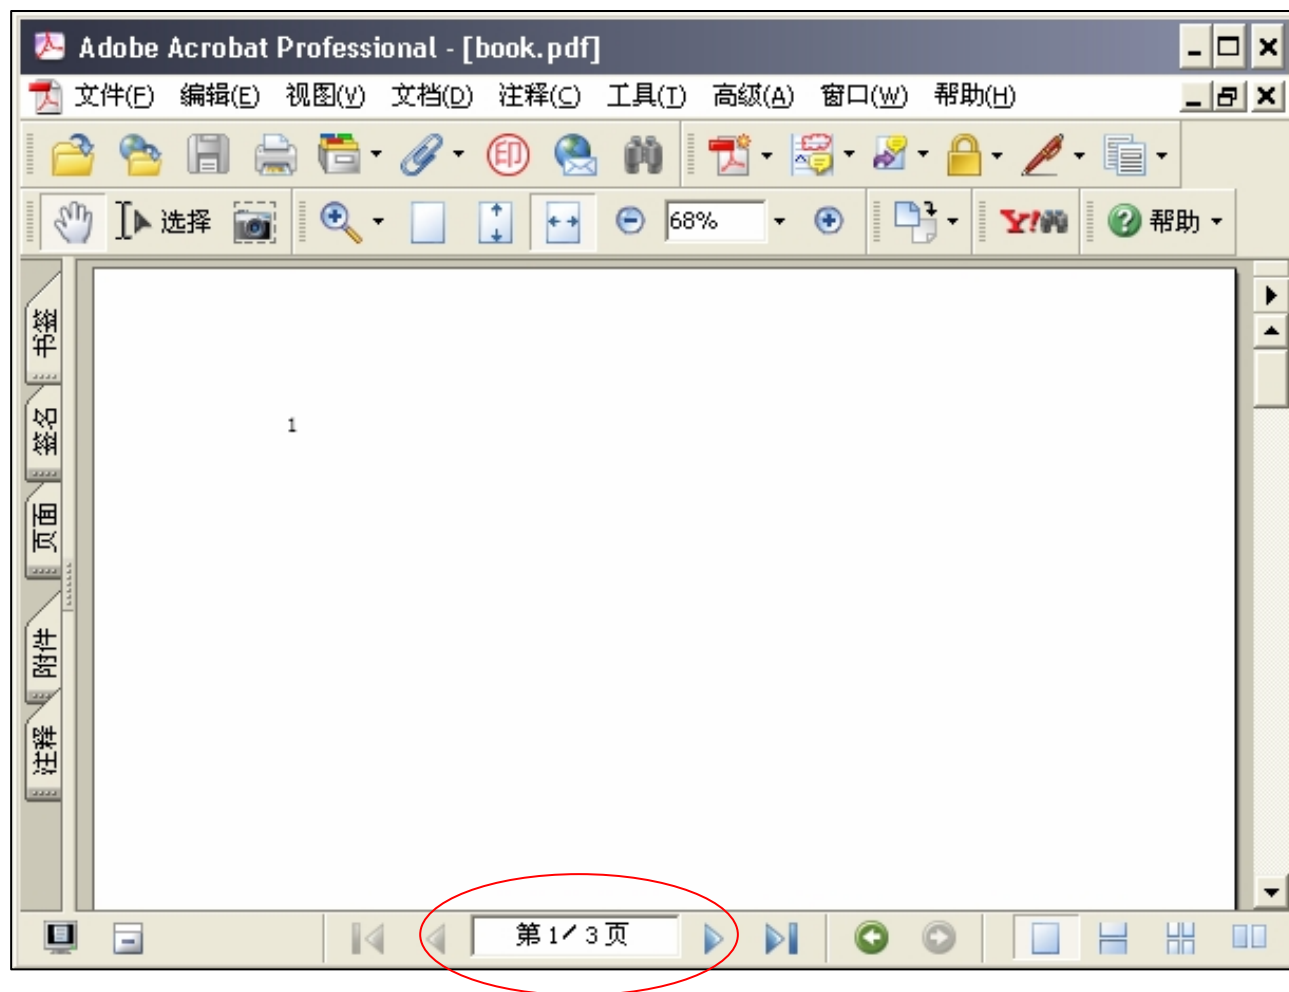 Adobe Acrobat Professional - [book.pdf]
文件(F) 编辑(E) 视图(V) 文档(D) 注释(C) 工具(T) 高级(A) 窗口(W) 帮助(H)
印
选择 68% Y! 帮助
书签
签名
页面
附件
注释
1
第 1/ 3 页